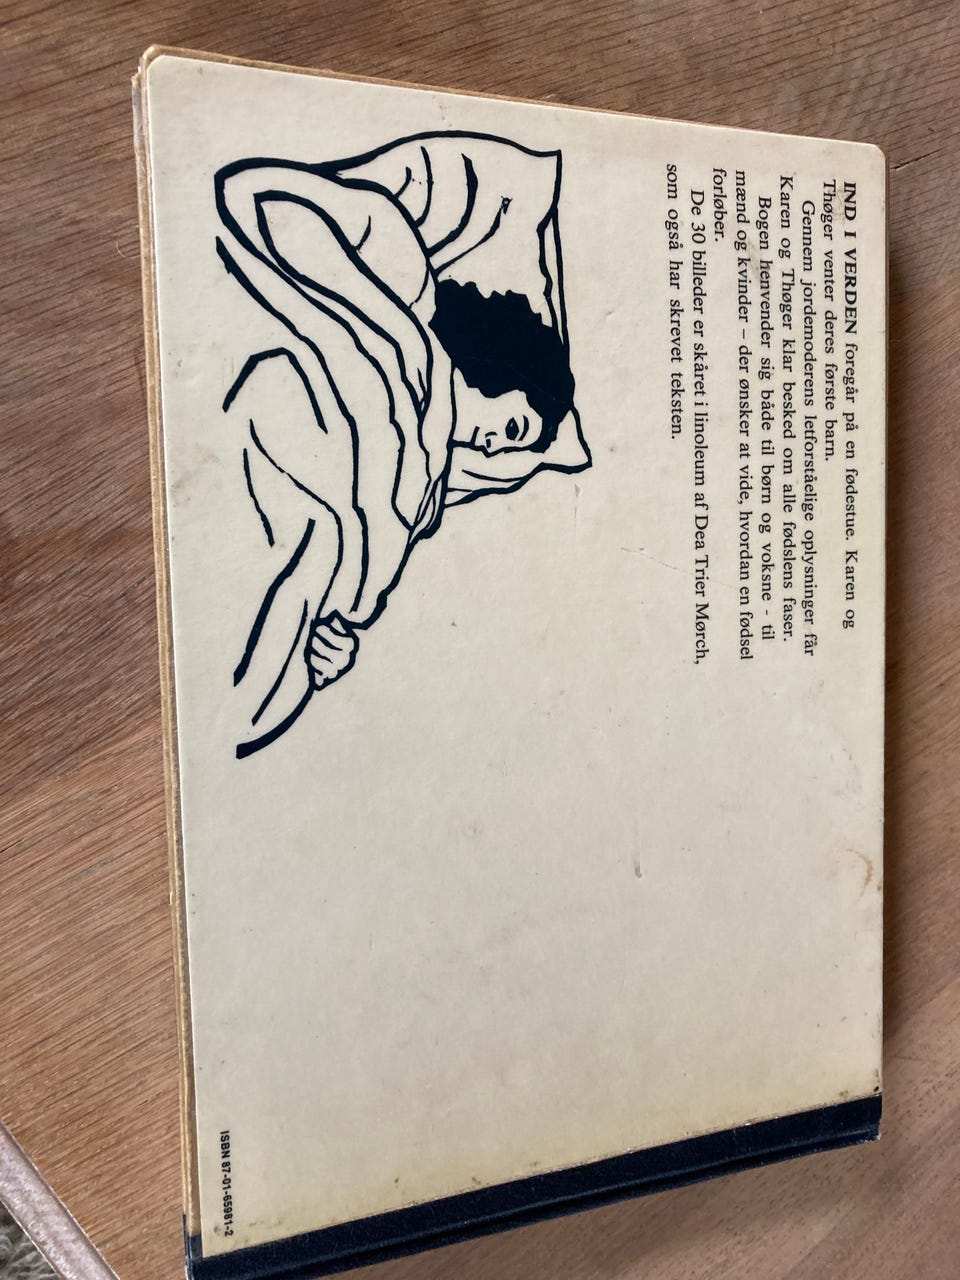 IND I VERDEN foregår på en fødestue. Karen og
Thøger venter deres første barn.
Gennem jordemoderens letforståelige oplysninger får
Karen og Thøger klar besked om alle fødslens faser.
Bogen henvender sig både til børn og voksne - til
mænd og kvinder – der ønsker at vide, hvordan en fødsel
forløber.
De 30 billeder er skåret i linoleum af Dea Trier Mørch,
som også har skrevet teksten.
ISBN 87-01-65981-2